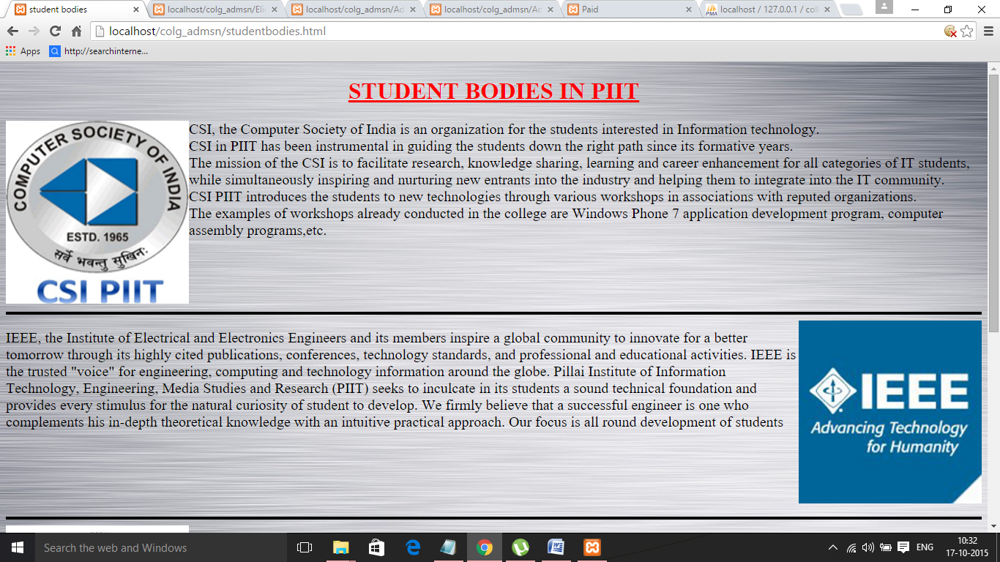 student bodies
localhost/colg_admsn/Eli
localhost/colg_admsn/Ad
localhost/colg_admsn/Ac
Paid
localhost / 127.0.0.1 / coll
localhost/colg_admsn/studentbodies.html
Apps
http://searchinterne...
STUDENT BODIES IN PIIT
COMPUTER SOCIETY OF INDIA
ESTD. 1965
सर्वे भवन्तु सुखिनः
CSI PIIT
CSI, the Computer Society of India is an organization for the students interested in Information technology.
CSI in PIIT has been instrumental in guiding the students down the right path since its formative years.
The mission of the CSI is to facilitate research, knowledge sharing, learning and career enhancement for all categories of IT students,
while simultaneously inspiring and nurturing new entrants into the industry and helping them to integrate into the IT community.
CSI PIIT introduces the students to new technologies through various workshops in associations with reputed organizations.
The examples of workshops already conducted in the college are Windows Phone 7 application development program, computer
assembly programs,etc.
IEEE, the Institute of Electrical and Electronics Engineers and its members inspire a global community to innovate for a better
tomorrow through its highly cited publications, conferences, technology standards, and professional and educational activities. IEEE is
the trusted "voice" for engineering, computing and technology information around the globe. Pillai Institute of Information
Technology, Engineering, Media Studies and Research (PIIT) seeks to inculcate in its students a sound technical foundation and
provides every stimulus for the natural curiosity of student to develop. We firmly believe that a successful engineer is one who
complements his in-depth theoretical knowledge with an intuitive practical approach. Our focus is all round development of students
IEEE
Advancing Technology
for Humanity
Search the web and Windows
ENG
10:32
17-10-2015